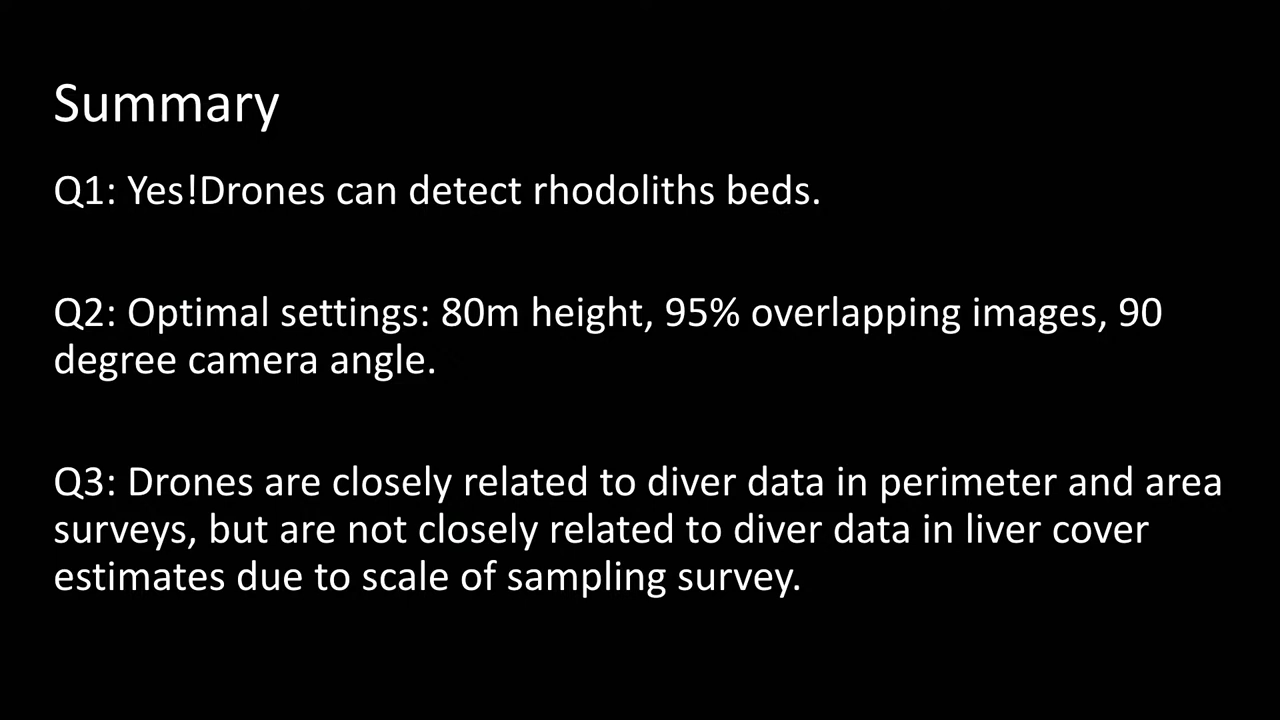 Summary
Q1: Yes!Drones can detect rhodoliths beds.
Q2: Optimal settings: 80m height, 95% overlapping images, 90
degree camera angle.
Q3: Drones are closely related to diver data in perimeter and area
surveys, but are not closely related to diver data in liver cover
estimates due to scale of sampling survey.